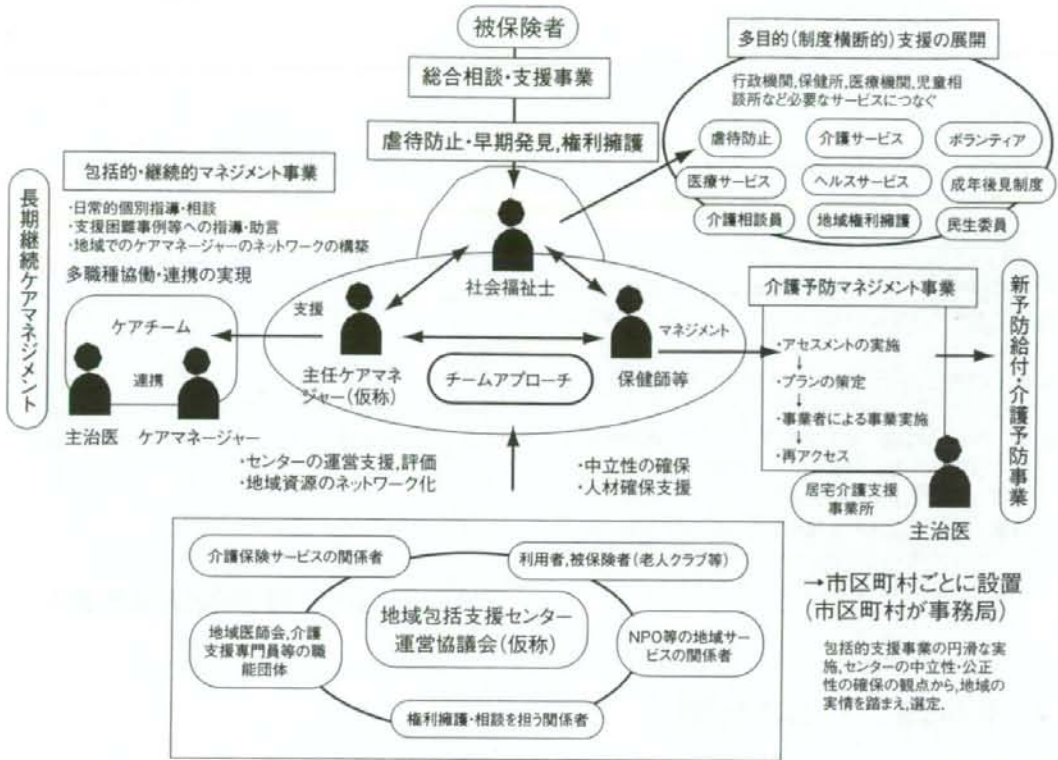 被保険者
総合相談・支援事業
虐待防止・早期発見,権利擁護
多目的(制度横断的)支援の展開
行政機関,保健所,医療機関,児童相
談所など必要なサービスにつなぐ
虐待防止
介護サービス
ボランティア
医療サービス
ヘルスサービス
成年後見制度
介護相談員
地域権利擁護
民生委員
長期継続ケアマネジメント
包括的・継続的マネジメント事業
・日常的個別指導・相談
・支援困難事例等への指導・助言
・地域でのケアマネージャーのネットワークの構築
多職種協働・連携の実現
ケアチーム
連携
主治医
ケアマネージャー
支援
社会福祉士
主任ケアマネ
ジャー(仮称)
チームアプローチ
保健師等
マネジメント
介護予防マネジメント事業
・アセスメントの実施
・プランの策定
・事業者による事業実施
・再アクセス
居宅介護支援
事業所
主治医
新予防給付・介護予防事業
・センターの運営支援,評価
・地域資源のネットワーク化
・中立性の確保
・人材確保支援
介護保険サービスの関係者
利用者,被保険者(老人クラブ等)
地域医師会,介護
支援専門員等の職
能団体
地域包括支援センター
運営協議会(仮称)
NPO等の地域サー
ビスの関係者
権利擁護・相談を担う関係者
→市区町村ごとに設置
(市区町村が事務局)
包括的支援事業の円滑な実
施,センターの中立性・公正
性の確保の観点から,地域の
実情を踏まえ,選定.